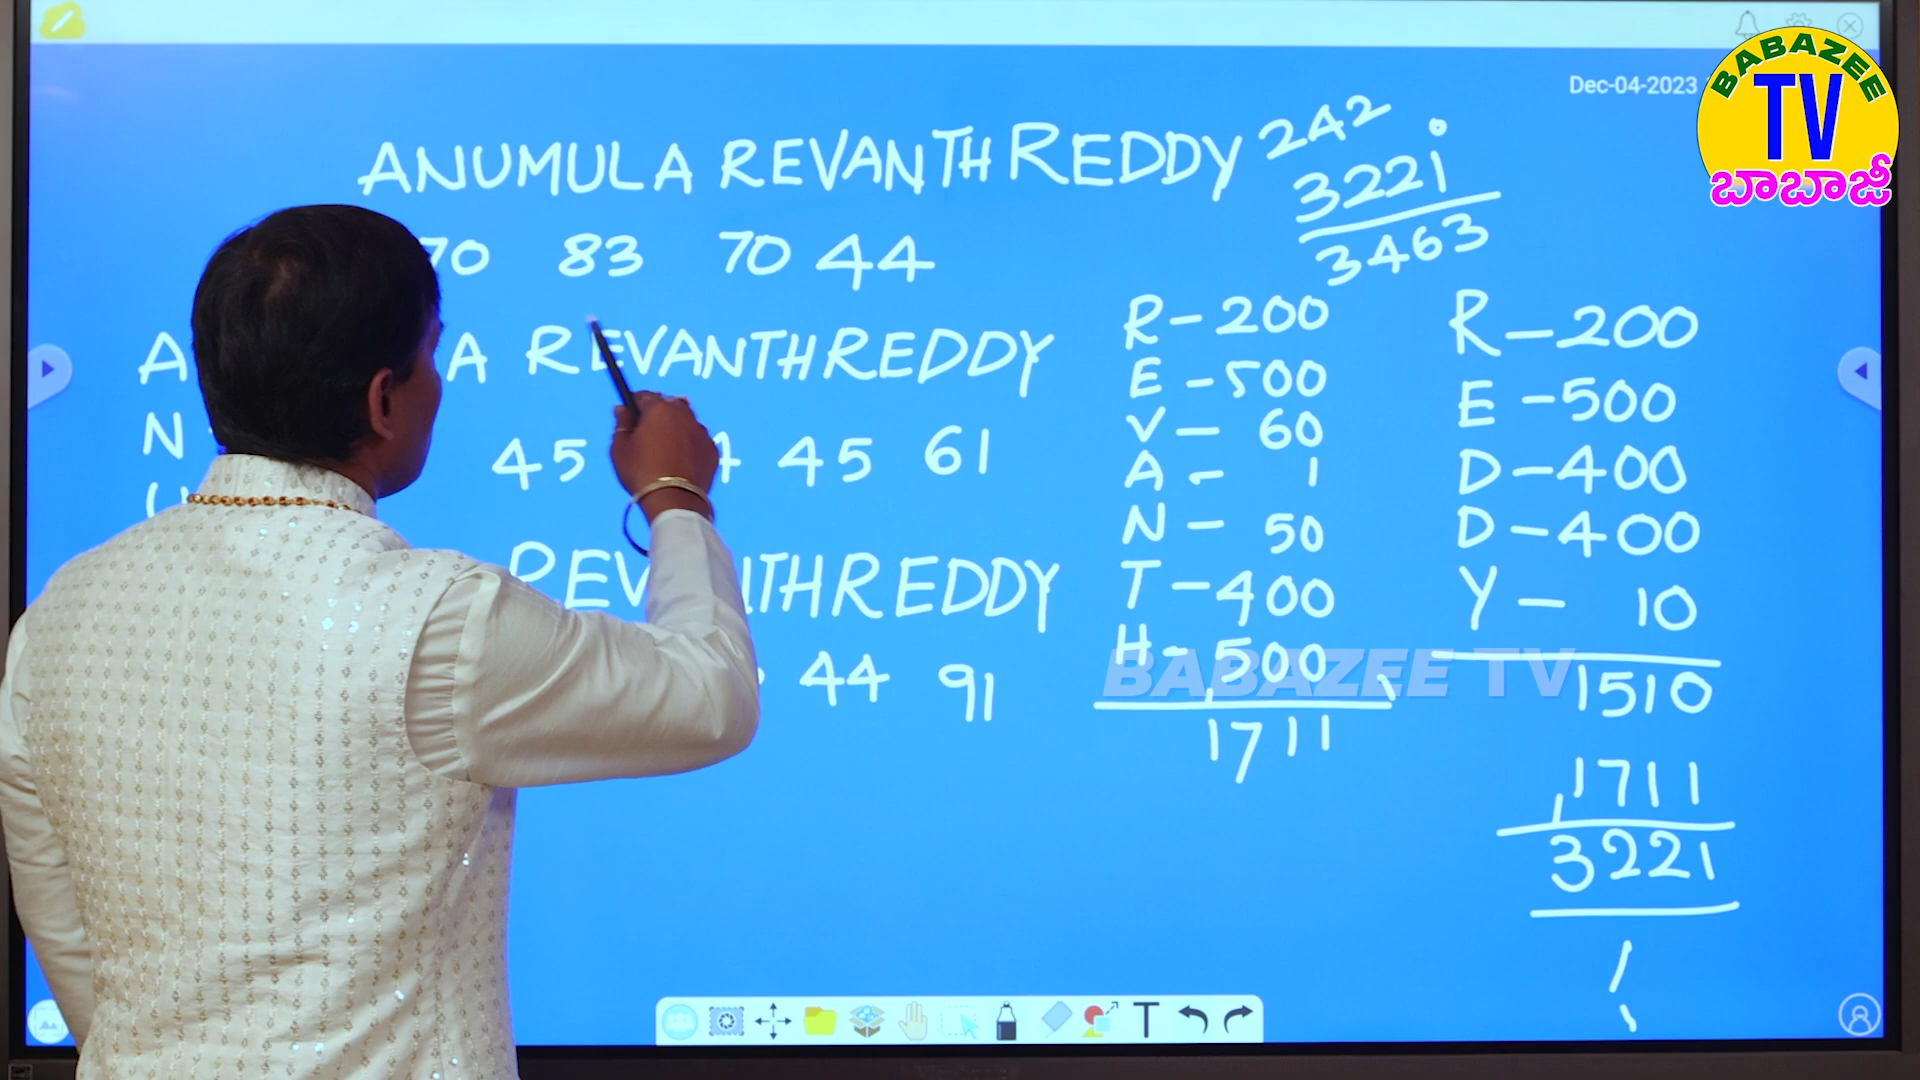 Dec-04-2023
BABAZEE
TV
బాబాజీ
ANUMULA REVANTH REDDY
242
3221
3463
70 83 70 44
A A REVANTHREDDY
N
U
45 45 61
REV NTHREDDY
44 91
R-200
E-500
V-60
A-1
N-50
T-400
H-500
1711
R-200
E-500
D-400
D-400
Y-10
1510
1711
3221
BABAZEE TV
T